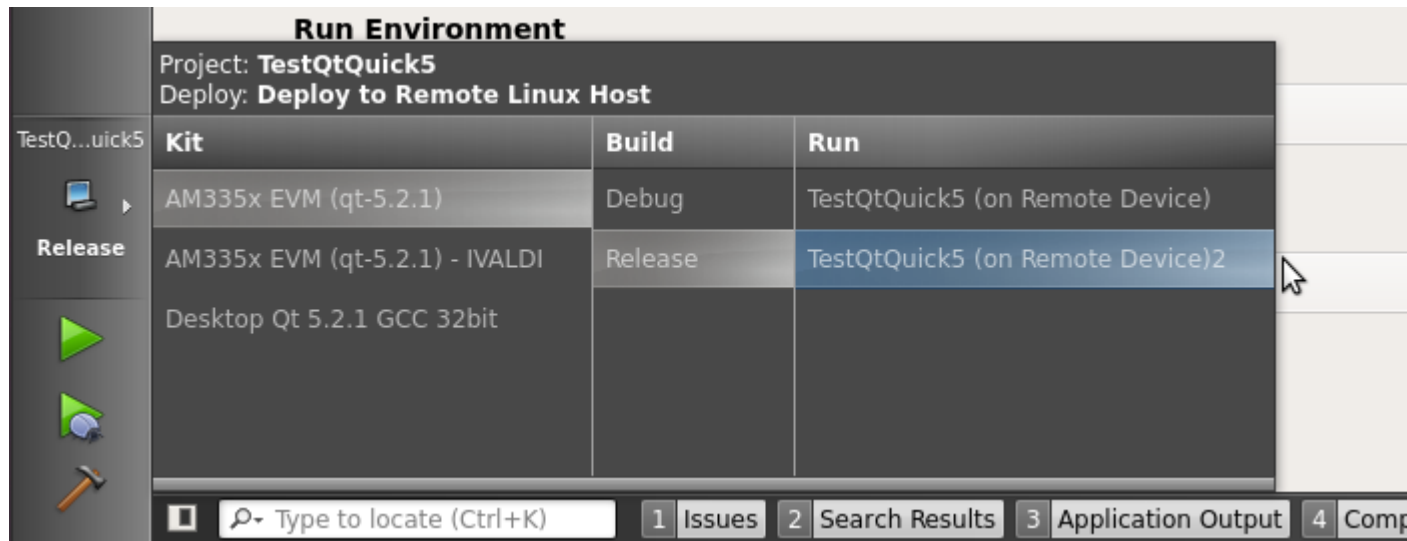 Run Environment
Project: TestQtQuick5
Deploy: Deploy to Remote Linux Host
TestQ...uick5
Kit Build Run
AM335x EVM (qt-5.2.1) Debug TestQtQuick5 (on Remote Device)
Release
AM335x EVM (qt-5.2.1) - IVALDI Release TestQtQuick5 (on Remote Device)2
Desktop Qt 5.2.1 GCC 32bit
Type to locate (Ctrl+K) 1 Issues 2 Search Results 3 Application Output 4 Comp